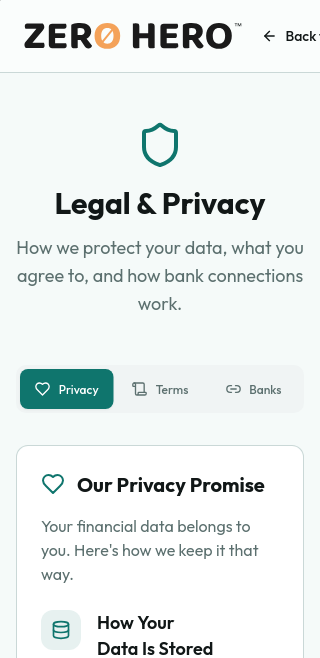 ZERO HERO™
Back
Legal & Privacy
How we protect your data, what you
agree to, and how bank connections
work.
Privacy
Terms
Banks
Our Privacy Promise
Your financial data belongs to
you. Here's how we keep it that
way.
How Your
Data Is Stored